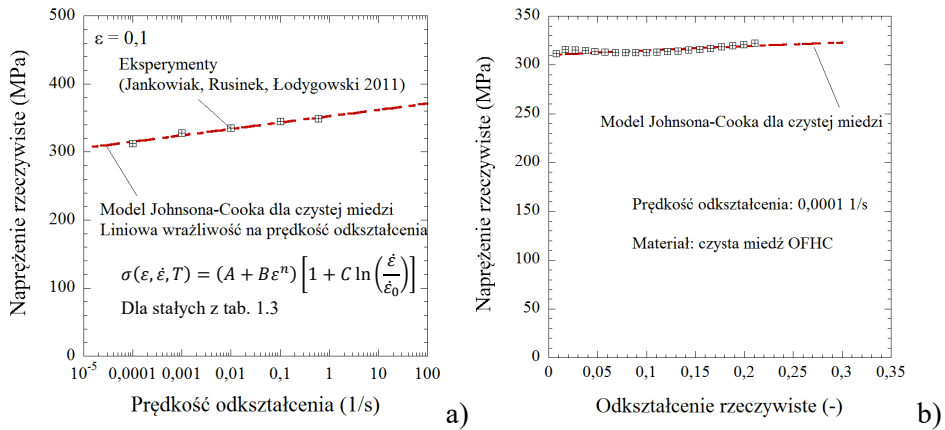 500
400
300
200
100
0
Naprężenie rzeczywiste (MPa)
ε = 0,1
Eksperymenty
(Jankowiak, Rusinek, Łodygowski 2011)
Model Johnsona-Cooka dla czystej miedzi
Liniowa wrażliwość na prędkość odkształcenia
σ(ε, ε̇, T) = (A + Bεⁿ) [1 + C ln(ε̇/ε̇₀)]
Dla stałych z tab. 1.3
10⁻⁵ 0,0001 0,001 0,01 0,1 1 10 100
Prędkość odkształcenia (1/s)
a)
350
300
250
200
150
100
50
0
Naprężenie rzeczywiste (MPa)
Model Johnsona-Cooka dla czystej miedzi
Prędkość odkształcenia: 0,0001 1/s
Materiał: czysta miedź OFHC
0 0,05 0,1 0,15 0,2 0,25 0,3 0,35
Odkształcenie rzeczywiste (-)
b)